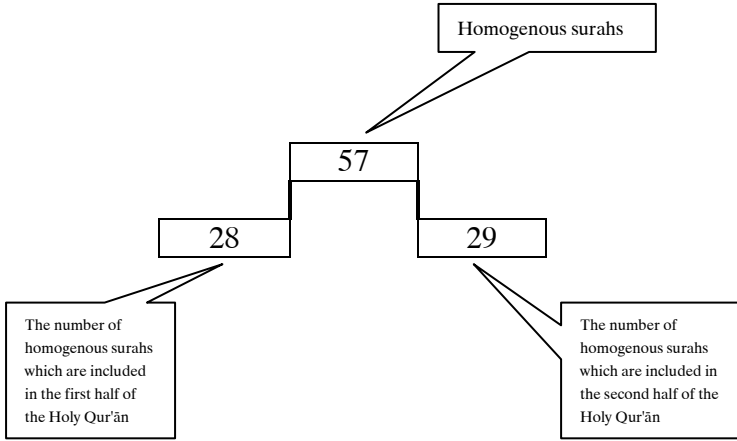 Homogenous surahs
57
28
29
The number of
homogenous surahs
which are included
in the first half of
the Holy Qur'ān
The number of
homogenous surahs
which are included in
the second half of the
Holy Qur'ān